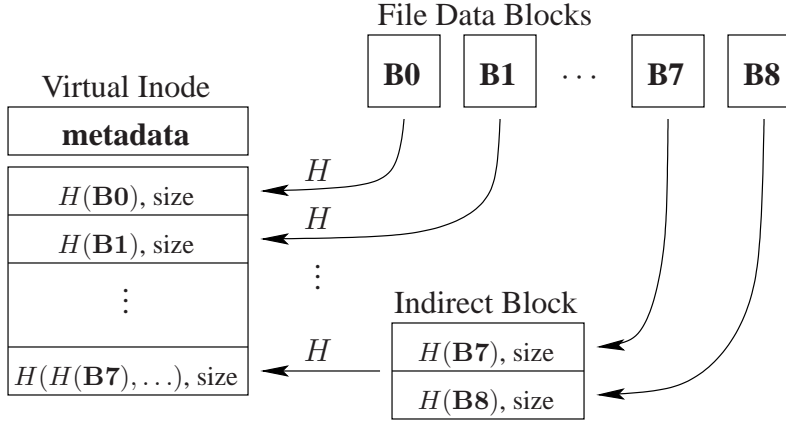 File Data Blocks
B0 B1 ··· B7 B8
Virtual Inode
metadata
H(B0), size
H
H(B1), size
H
⋮
⋮
Indirect Block
H(B7), size
H(H(B7),...), size
H
H(B8), size